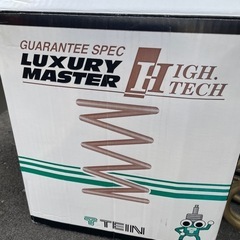 GUARANTEE SPEC
LUXURY
MASTER
HIGH.
TECH
TEIN